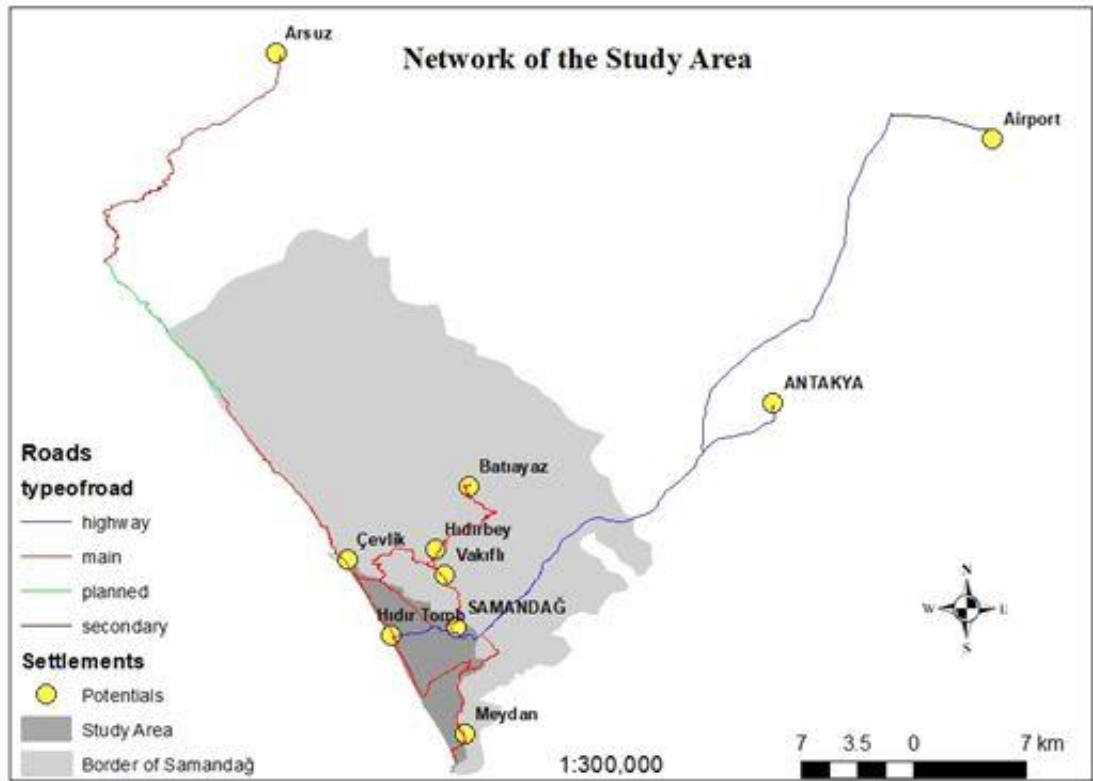 Arsuz
Network of the Study Area
Airport
ANTAKYA
Batıayaz
Hıdırbey
Çevlik
Vakıflı
SAMANDAĞ
Hıdır Tomb
Meydan
Roads
typeofroad
highway
main
planned
secondary
Settlements
Potentials
Study Area
Border of Samandağ
N
W E
S
1:300,000
7 3.5 0 7 km